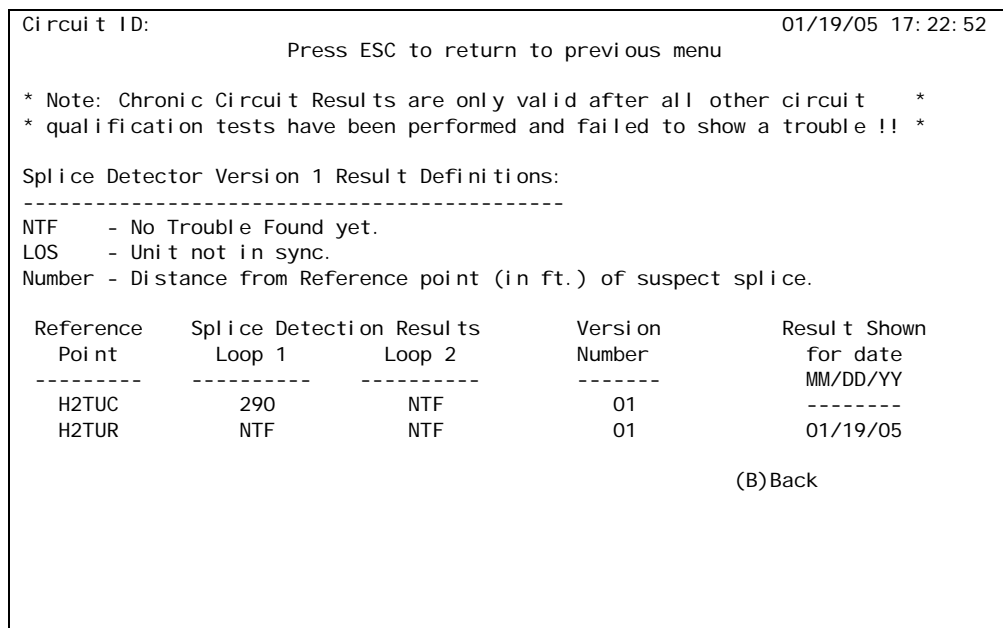 Circuit ID: 01/19/05 17:22:52
Press ESC to return to previous menu
* Note: Chronic Circuit Results are only valid after all other circuit *
* qualification tests have been performed and failed to show a trouble !! *
Splice Detector Version 1 Result Definitions:
---------------------------------------------
NTF - No Trouble Found yet.
LOS - Unit not in sync.
Number - Distance from Reference point (in ft.) of suspect splice.
Reference Splice Detection Results Version Result Shown
Point Loop 1 Loop 2 Number for date
--------- ---------- ---------- ------- MM/DD/YY
H2TUC 290 NTF 01 --------
H2TUR NTF NTF 01 01/19/05
(B)Back